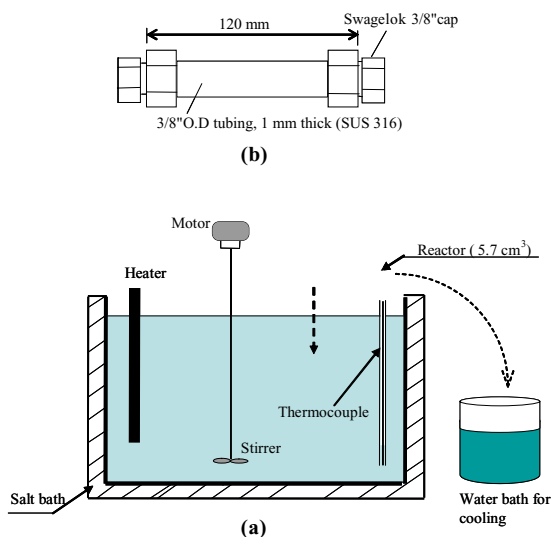 Swagelok 3/8"cap
120 mm
3/8"O.D tubing, 1 mm thick (SUS 316)
(b)
Motor
Reactor ( 5.7 cm³)
Heater
Thermocouple
Stirrer
Salt bath
Water bath for
cooling
(a)